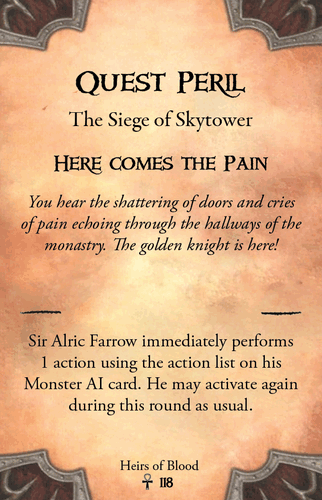 Quest Peril
The Siege of Skytower
Here comes the Pain
You hear the shattering of doors and cries
of pain echoing through the hallways of the
monastry. The golden knight is here!
Sir Alric Farrow immediately performs
1 action using the action list on his
Monster AI card. He may activate again
during this round as usual.
Heirs of Blood
118